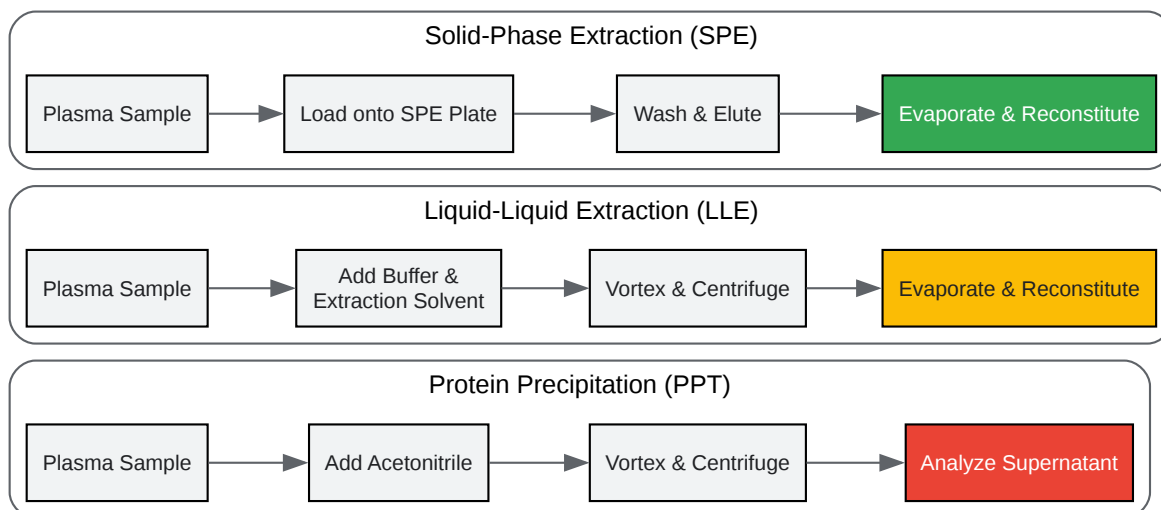 Solid-Phase Extraction (SPE)
Plasma Sample
Load onto SPE Plate
Wash & Elute
Evaporate & Reconstitute
Liquid-Liquid Extraction (LLE)
Plasma Sample
Add Buffer &
Extraction Solvent
Vortex & Centrifuge
Evaporate & Reconstitute
Protein Precipitation (PPT)
Plasma Sample
Add Acetonitrile
Vortex & Centrifuge
Analyze Supernatant